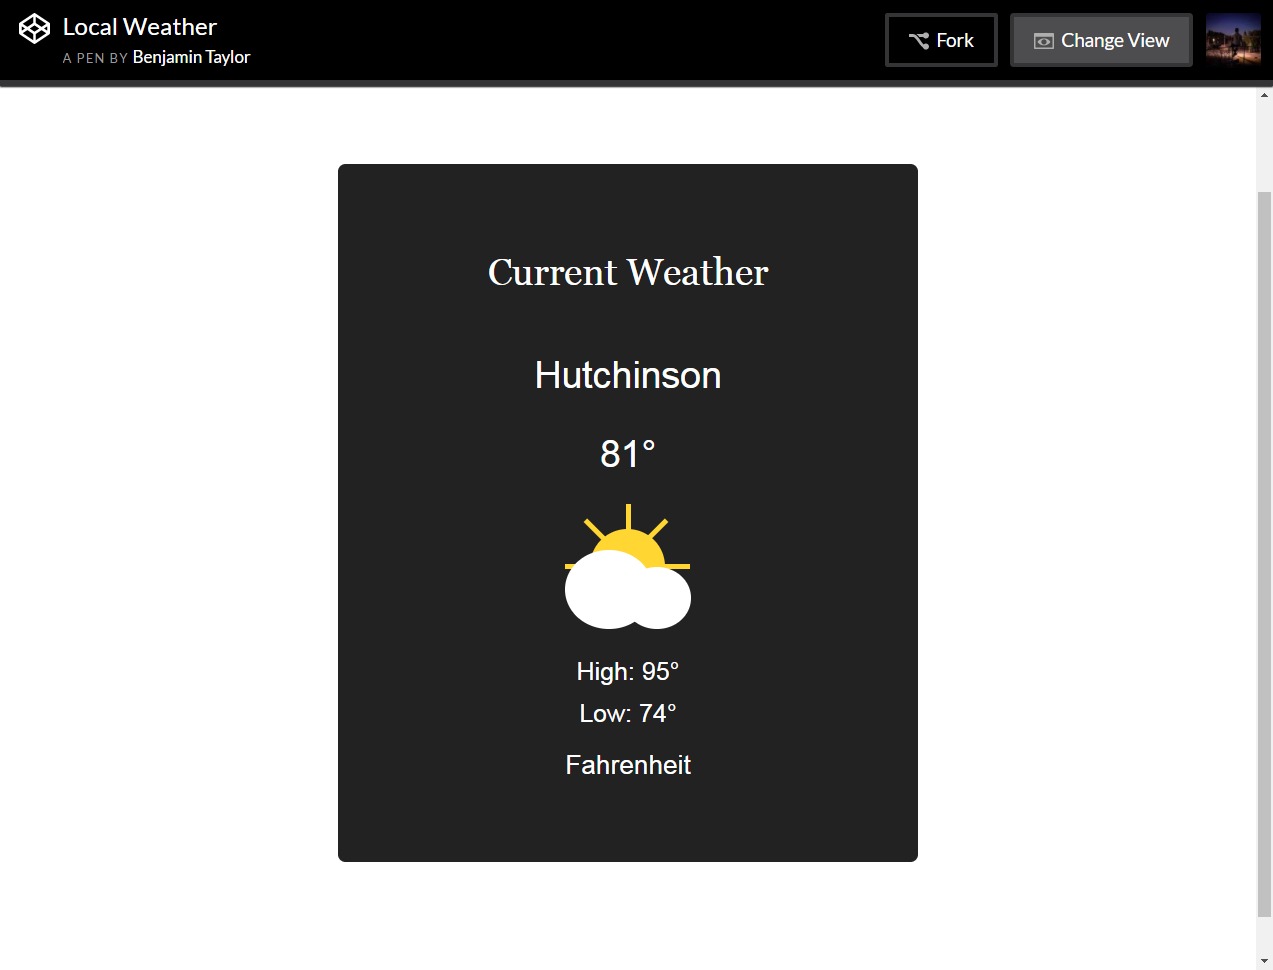 Local Weather
A PEN BY Benjamin Taylor
Fork
Change View
Current Weather
Hutchinson
81°
High: 95°
Low: 74°
Fahrenheit